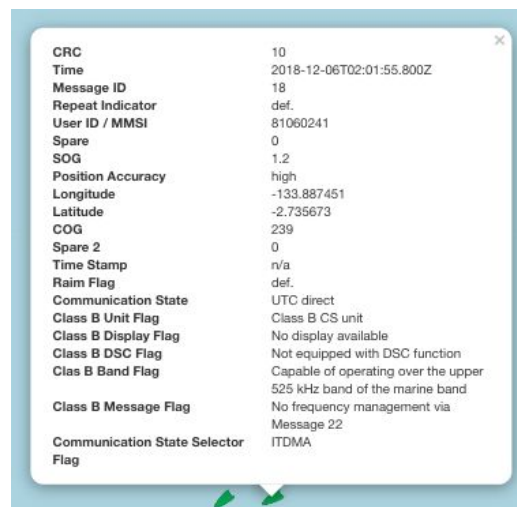 ×
CRC 10
Time 2018-12-06T02:01:55.800Z
Message ID 18
Repeat Indicator def.
User ID / MMSI 81060241
Spare 0
SOG 1.2
Position Accuracy high
Longitude -133.887451
Latitude -2.735673
COG 239
Spare 2 0
Time Stamp n/a
Raim Flag def.
Communication State UTC direct
Class B Unit Flag Class B CS unit
Class B Display Flag No display available
Class B DSC Flag Not equipped with DSC function
Clas B Band Flag Capable of operating over the upper
525 kHz band of the marine band
Class B Message Flag No frequency management via
Message 22
Communication State Selector ITDMA
Flag